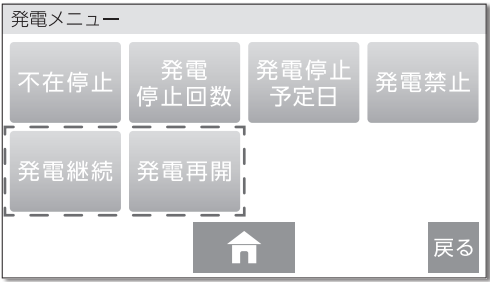 発電メニュー
不在停止
発電
停止回数
発電停止
予定日
発電禁止
発電継続
発電再開
戻る